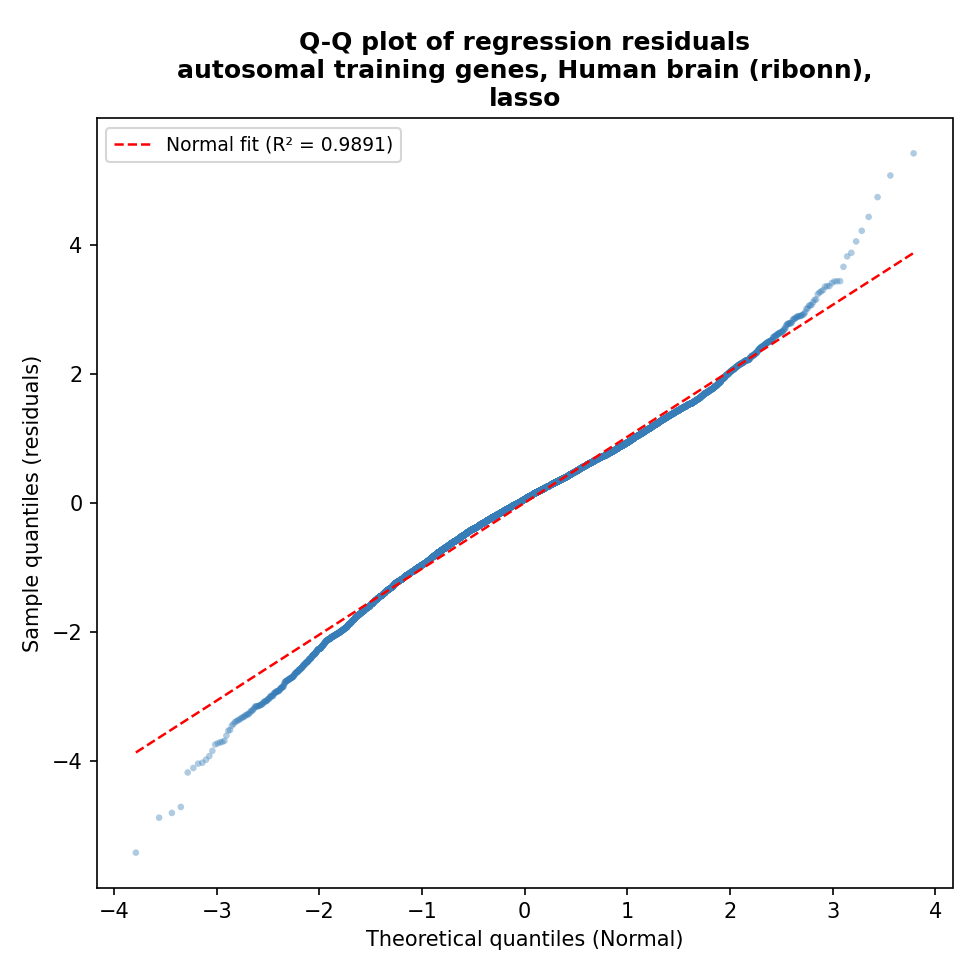 Q-Q plot of regression residuals
autosomal training genes, Human brain (ribonn),
lasso
Normal fit (R² = 0.9891)
Sample quantiles (residuals)
4
2
0
−2
−4
−4 −3 −2 −1 0 1 2 3 4
Theoretical quantiles (Normal)